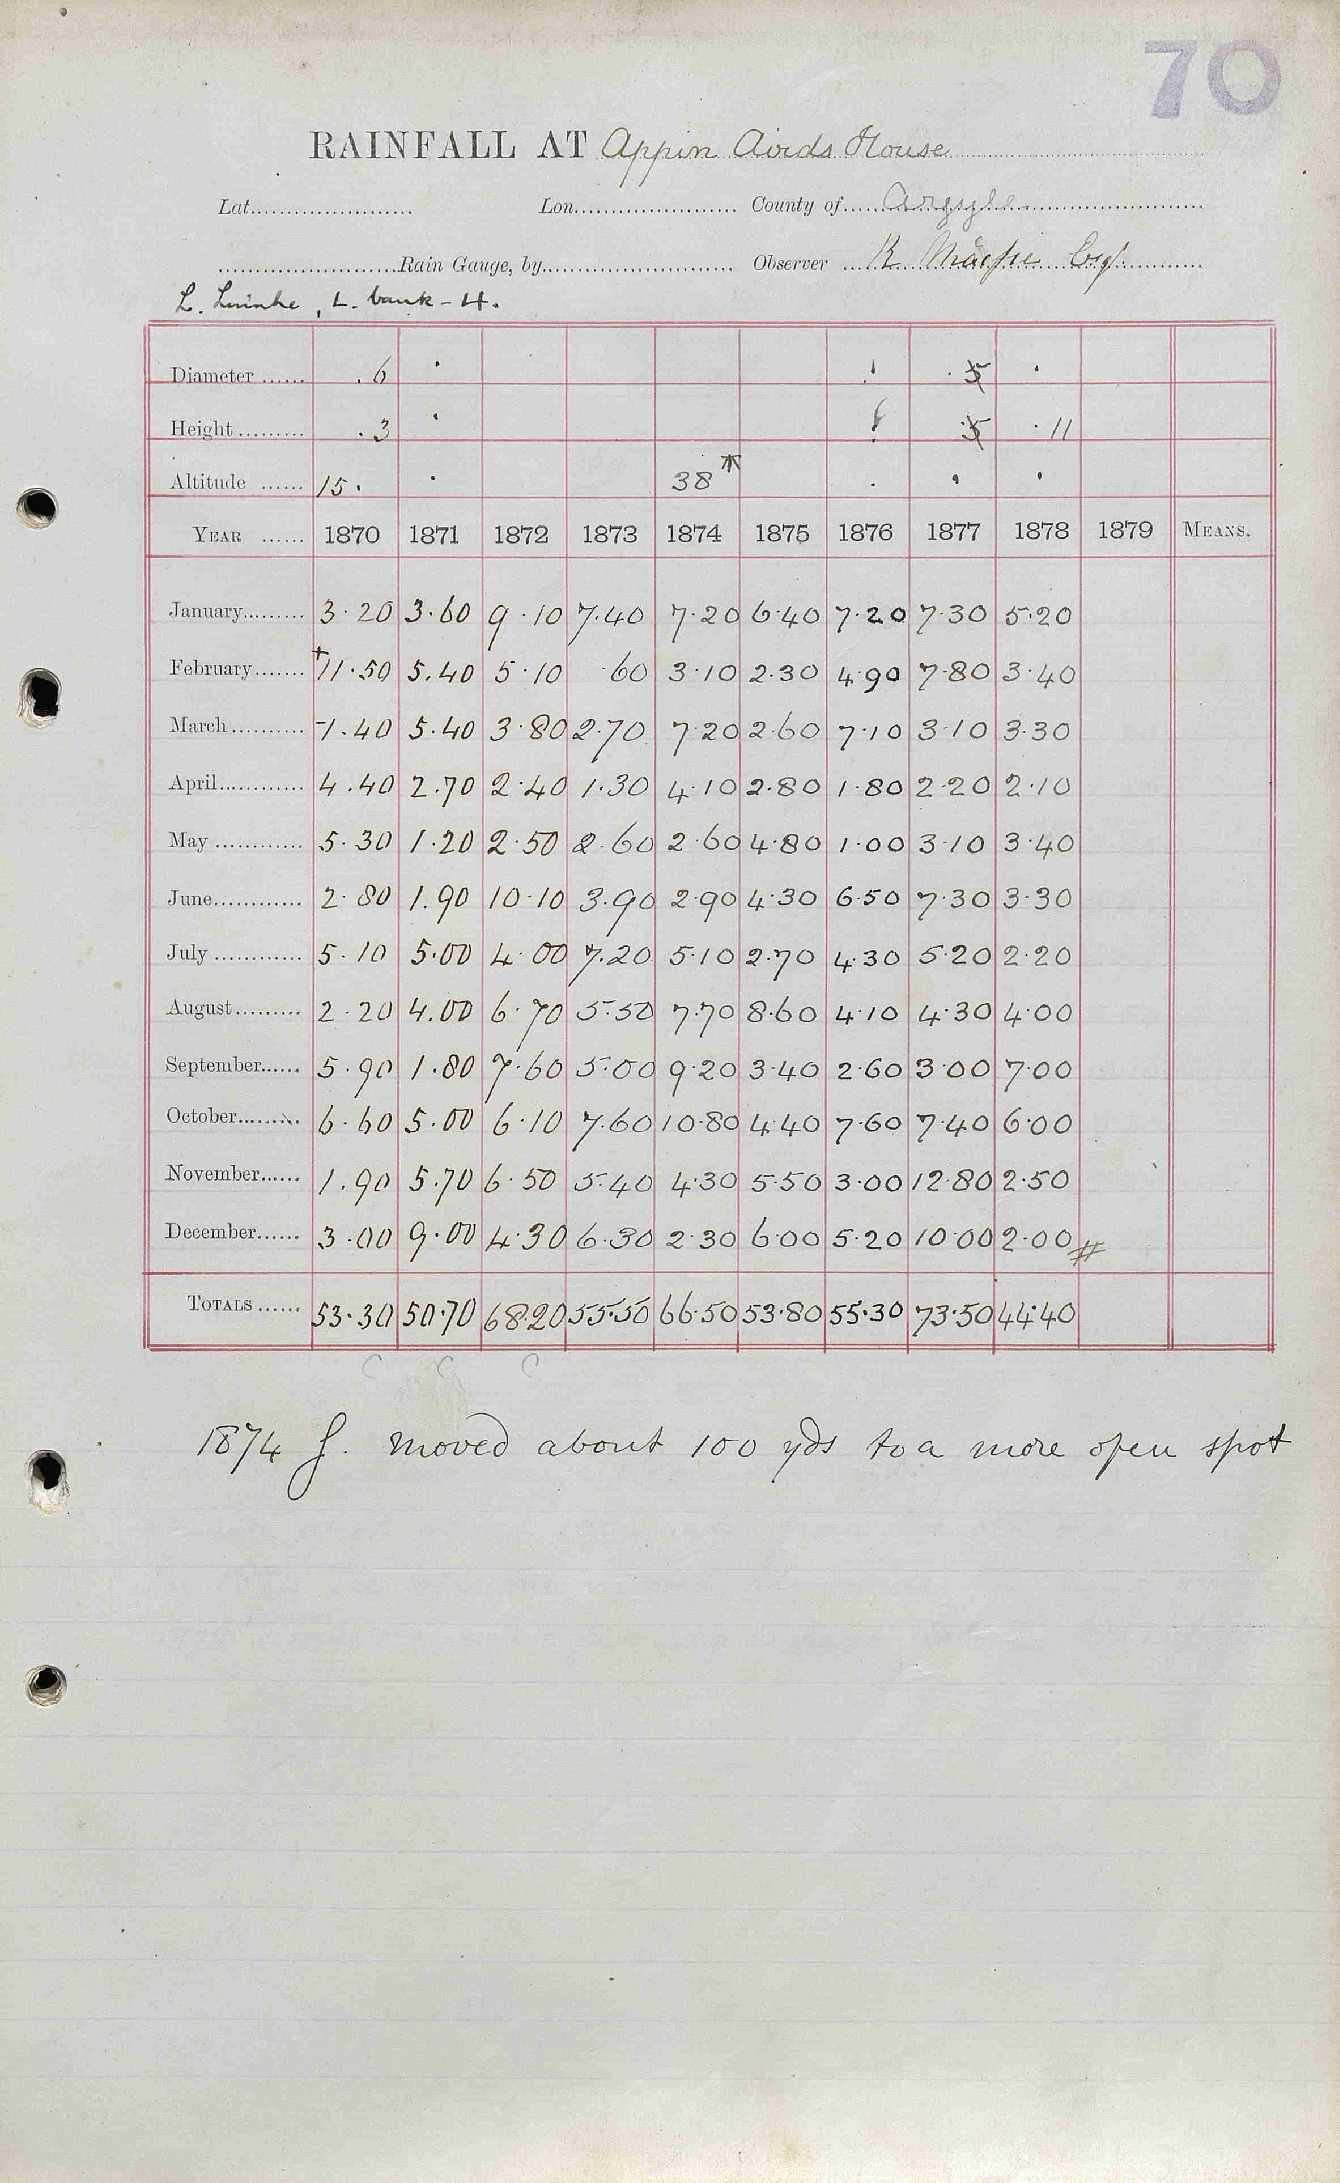 70
RAINFALL AT Appin Airds House
Lat. Lon. County of Argyll
Rain Gauge, by Observer R. Macfie Esq.
L. Linnhe, L. bank - 4.
Diameter .6 5
Height .3 5 11
Altitude 15. 38
YEAR 1870 1871 1872 1873 1874 1875 1876 1877 1878 1879 MEANS.
January 3.20 3.60 9.10 7.40 7.20 6.40 7.20 7.30 5.20
February +11.50 5.40 5.10 .60 3.10 2.30 4.90 7.80 3.40
March 1.40 5.40 3.80 2.70 7.20 2.60 7.10 3.10 3.30
April 4.40 2.70 2.40 1.30 4.10 2.80 1.80 2.20 2.10
May 5.30 1.20 2.50 2.60 2.60 4.80 1.00 3.10 3.40
June 2.80 1.90 10.10 3.90 2.90 4.30 6.50 7.30 3.30
July 5.10 5.00 4.00 7.20 5.10 2.70 4.30 5.20 2.20
August 2.20 4.00 6.70 5.50 7.70 8.60 4.10 4.30 4.00
September 5.90 1.80 7.60 5.00 9.20 3.40 2.60 3.00 7.00
October 6.60 5.00 6.10 7.60 10.80 4.40 7.60 7.40 6.00
November 1.90 5.70 6.50 5.40 4.30 5.50 3.00 12.80 2.50
December 3.00 9.00 4.30 6.30 2.30 6.00 5.20 10.00 2.00 #
TOTALS 53.30 50.70 68.20 55.50 66.50 53.80 55.30 73.50 44.40
C C C
1874 G. moved about 100 yds to a more open spot